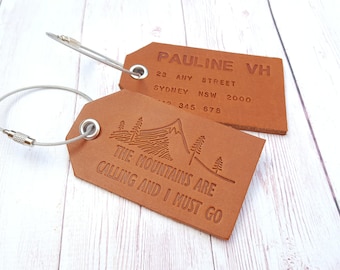 PAULINE VH
23 ANY STREET
SYDNEY NSW 2000
345 678
THE MOUNTAINS ARE
CALLING AND I MUST GO